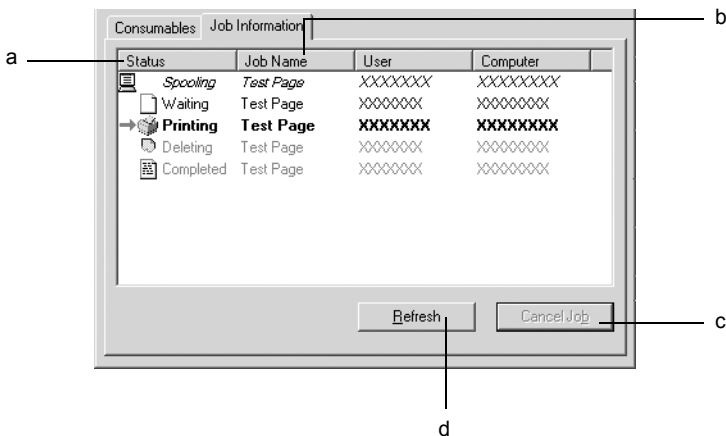 b
Consumables Job Information
a
Status Job Name User Computer
Spooling Test Page XXXXXXX XXXXXXXXX
Waiting Test Page XXXXXXX XXXXXXXX
Printing Test Page XXXXXXX XXXXXXXX
Deleting Test Page XXXXXXX XXXXXXXX
Completed Test Page XXXXXXX XXXXXXXX
Refresh Cancel Job
c
d